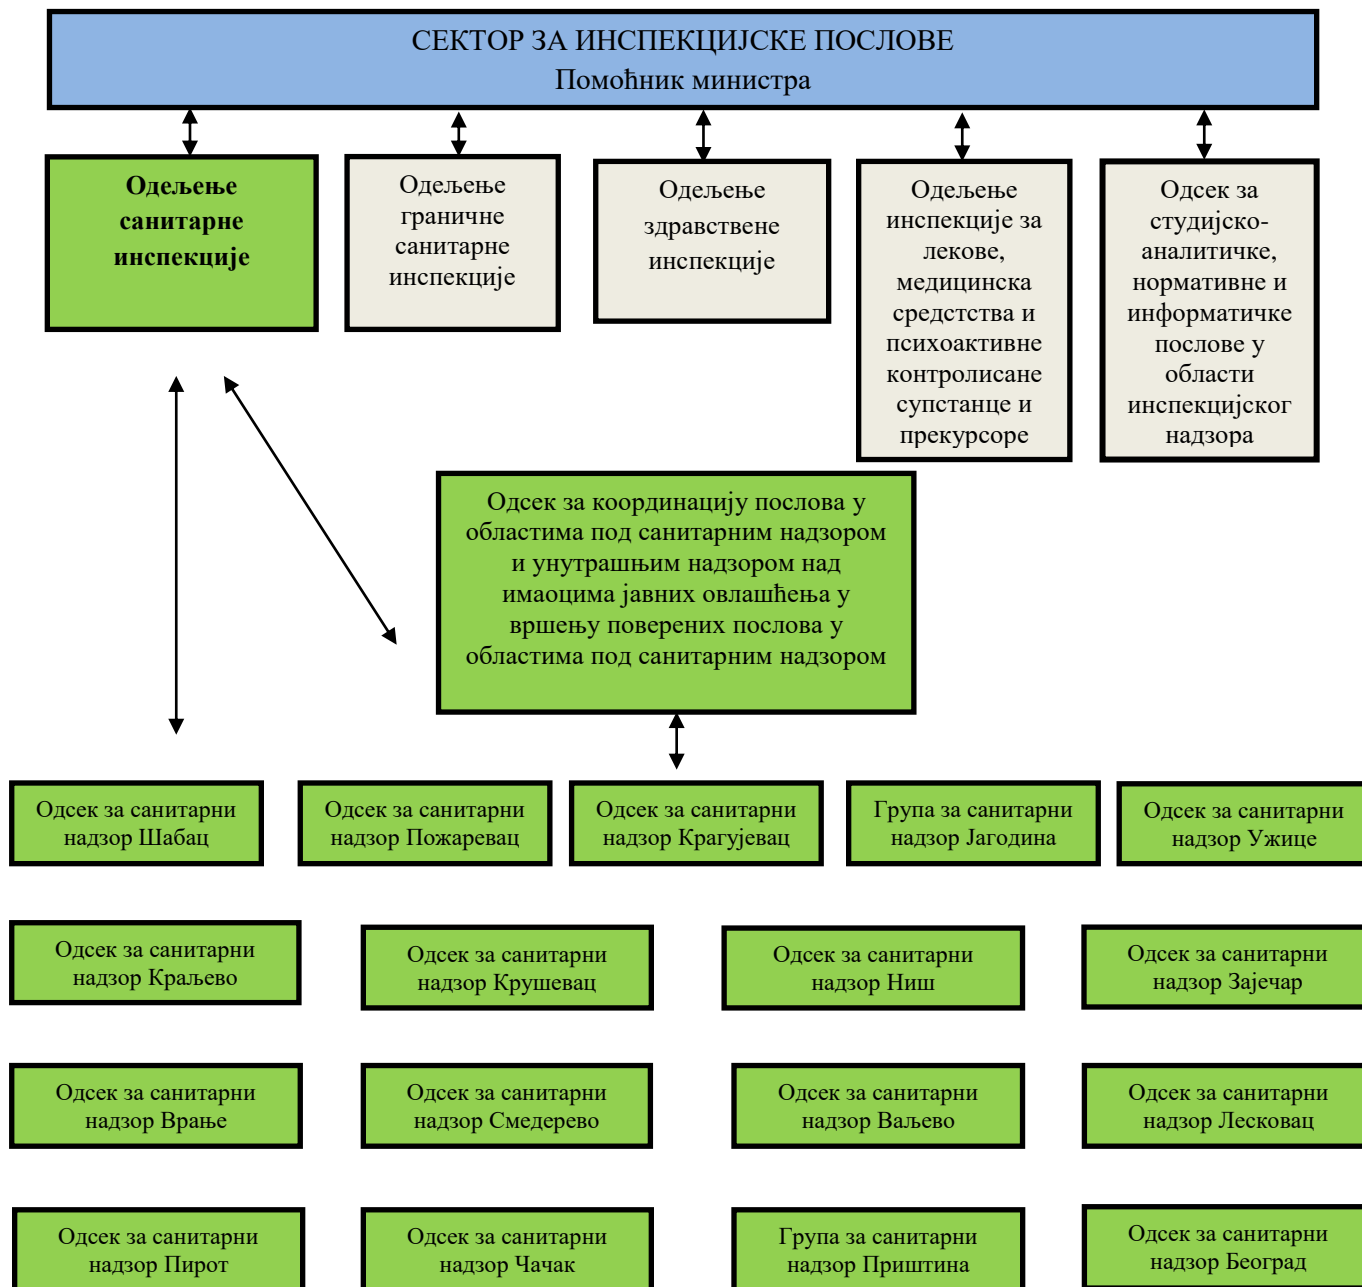 СЕКТОР ЗА ИНСПЕКЦИЈСКЕ ПОСЛОВЕ
Помоћник министра
Одељење
санитарне
инспекције
Одељење
граничне
санитарне
инспекције
Одељење
здравствене
инспекције
Одељење
инспекције за
лекове,
медицинска
средстства и
психоактивне
контролисане
супстанце и
прекурсоре
Одсек за
студијско-
аналитичке,
нормативне и
информатичке
послове у
области
инспекцијског
надзора
Одсек за координацију послова у
областима под санитарним надзором
и унутрашњим надзором над
имаоцима јавних овлашћења у
вршењу поверених послова у
областима под санитарним надзором
Одсек за санитарни
надзор Шабац
Одсек за санитарни
надзор Пожаревац
Одсек за санитарни
надзор Крагујевац
Група за санитарни
надзор Јагодина
Одсек за санитарни
надзор Ужице
Одсек за санитарни
надзор Краљево
Одсек за санитарни
надзор Крушевац
Одсек за санитарни
надзор Ниш
Одсек за санитарни
надзор Зајечар
Одсек за санитарни
надзор Врање
Одсек за санитарни
надзор Смедерево
Одсек за санитарни
надзор Ваљево
Одсек за санитарни
надзор Лесковац
Одсек за санитарни
надзор Пирот
Одсек за санитарни
надзор Чачак
Група за санитарни
надзор Приштина
Одсек за санитарни
надзор Београд